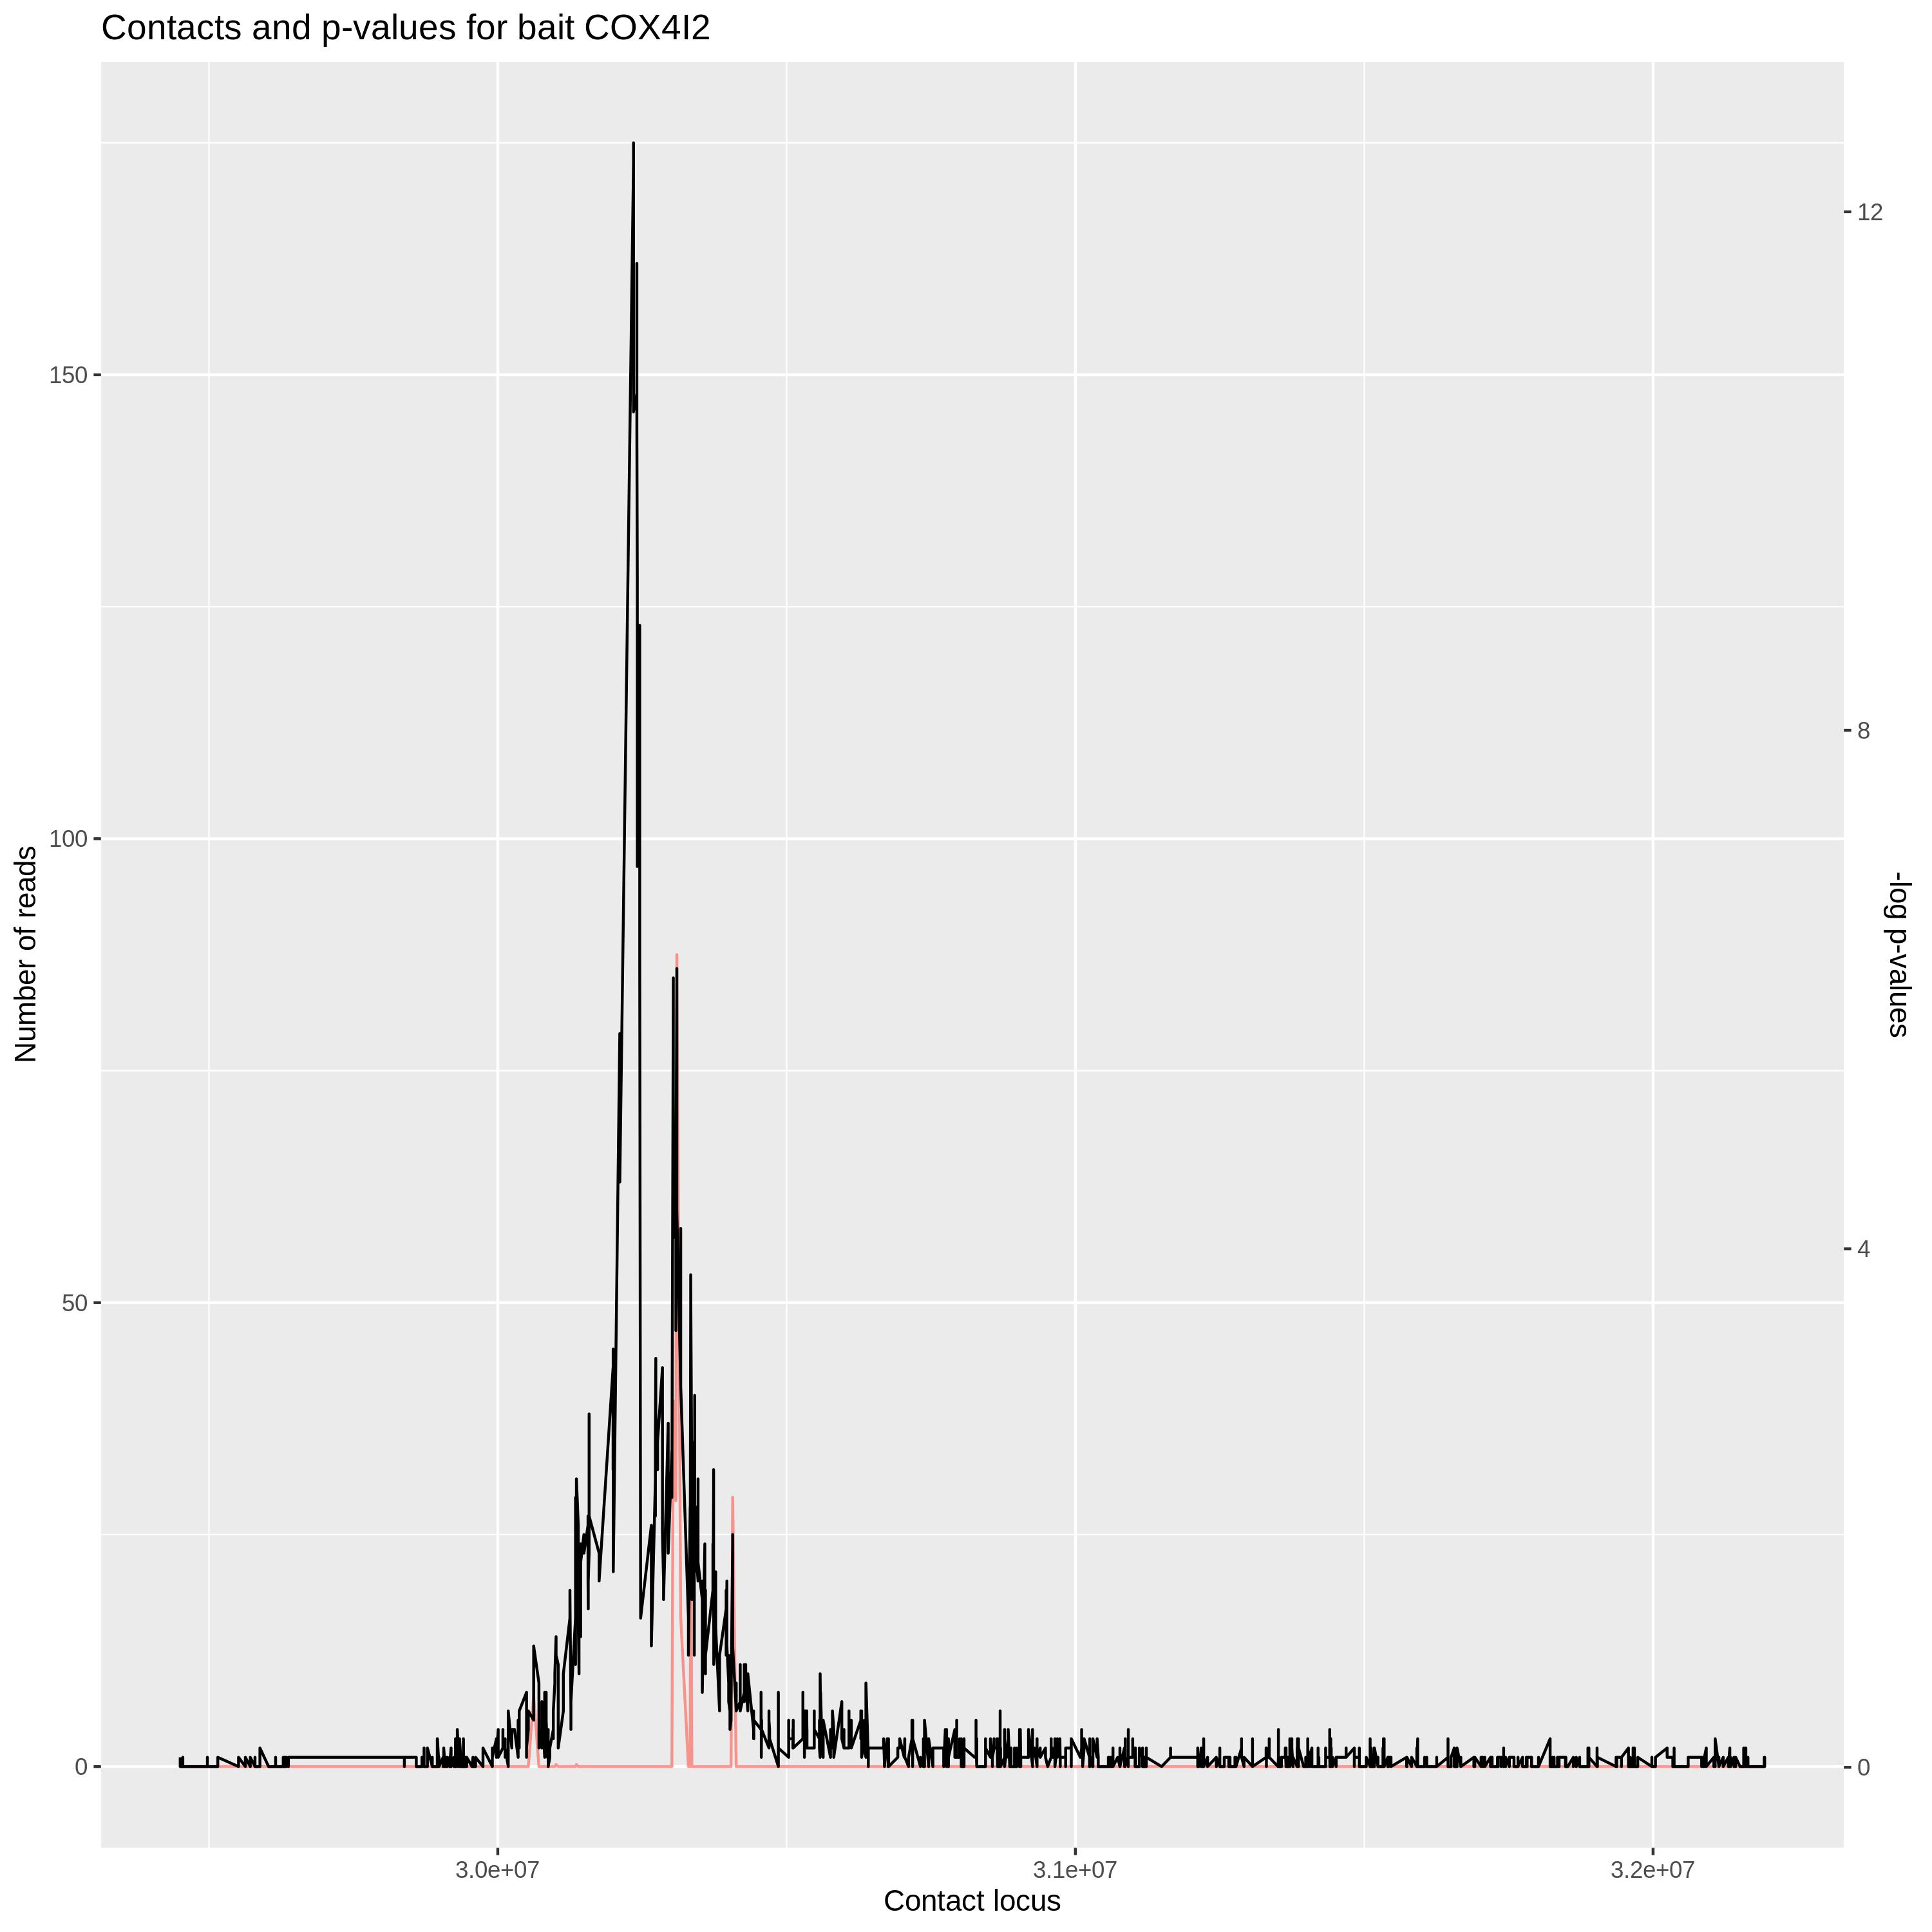 Contacts and p-values for bait COX4I2
150
100
50
0
Number of reads
12
8
4
0
-log p-values
3.0e+07
3.1e+07
3.2e+07
Contact locus